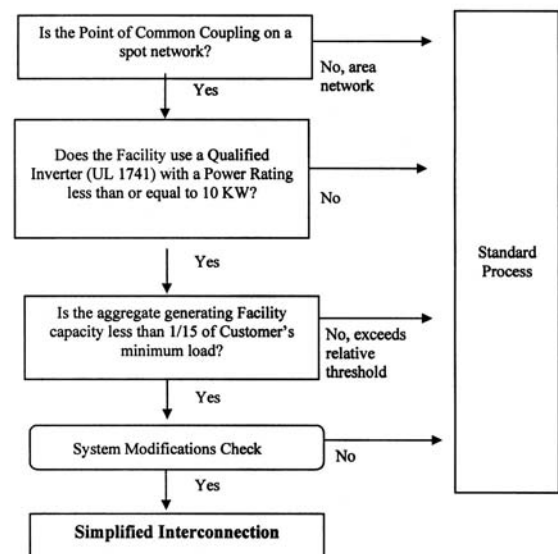 Is the Point of Common Coupling on a
spot network?
No, area
network
Yes
Does the Facility use a Qualified
Inverter (UL 1741) with a Power Rating
less than or equal to 10 KW?
No
Yes
Standard
Process
Is the aggregate generating Facility
capacity less than 1/15 of Customer's
minimum load?
No, exceeds
relative
threshold
Yes
System Modifications Check
No
Yes
Simplified Interconnection